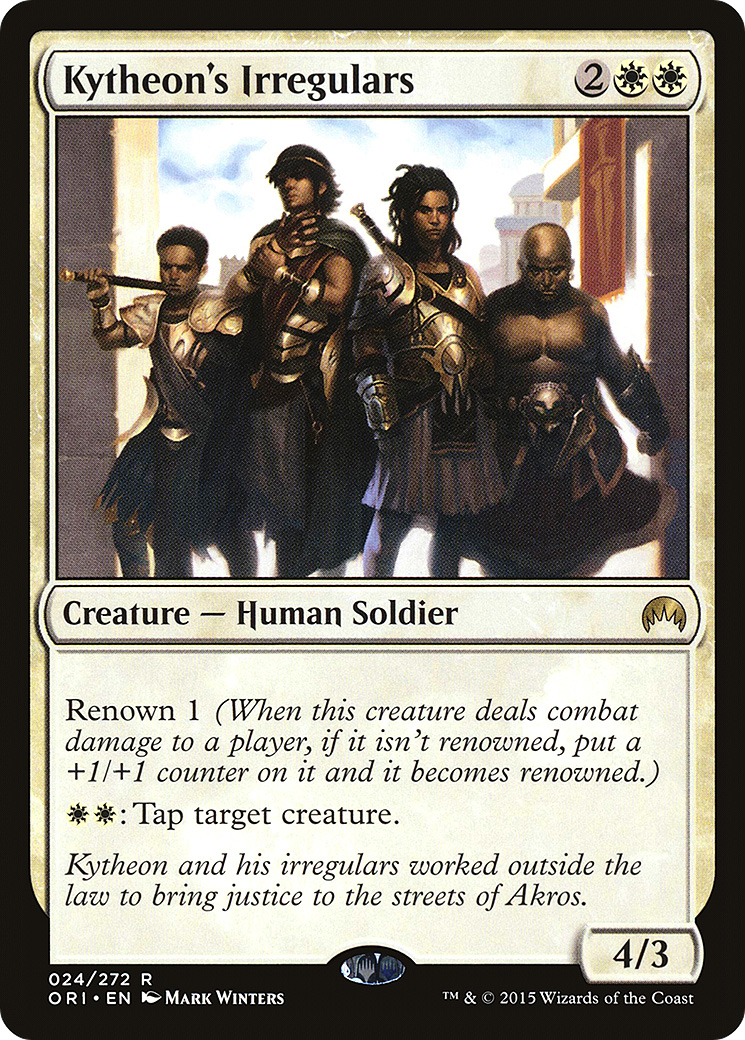 Kytheon's Irregulars 2
Creature — Human Soldier
Renown 1 (When this creature deals combat
damage to a player, if it isn't renowned, put a
+1/+1 counter on it and it becomes renowned.)
: Tap target creature.
Kytheon and his irregulars worked outside the
law to bring justice to the streets of Akros.
4/3
024/272 R
ORI • EN Mark Winters
™ & © 2015 Wizards of the Coast